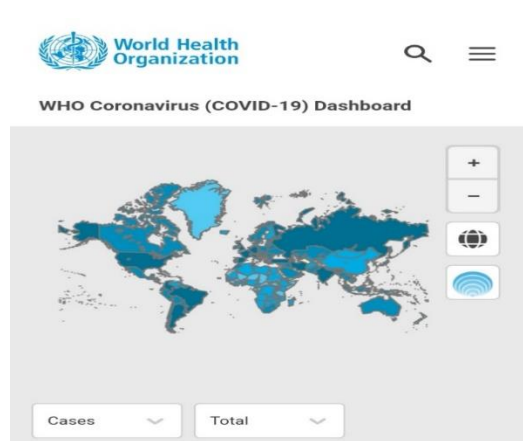 World Health
Organization
WHO Coronavirus (COVID-19) Dashboard
+
−
Cases
Total